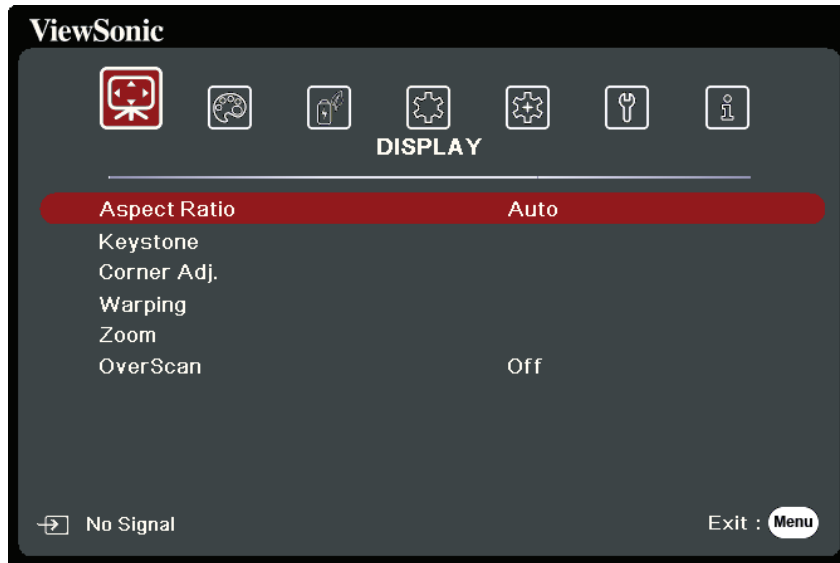 ViewSonic
DISPLAY
Aspect Ratio Auto
Keystone
Corner Adj.
Warping
Zoom
OverScan Off
No Signal Exit : Menu